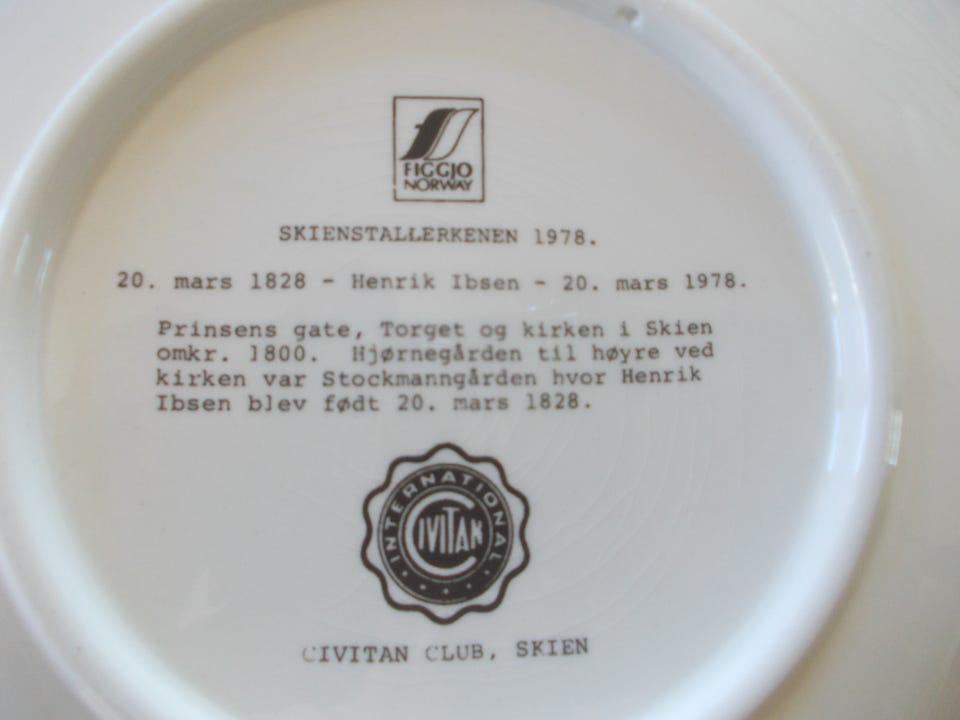 FIGGJO
NORWAY
SKIENSTALLERKENEN 1978.
20. mars 1828 - Henrik Ibsen - 20. mars 1978.
Prinsens gate, Torget og kirken i Skien
omkr. 1800. Hjørnegården til høyre ved
kirken var Stockmanngården hvor Henrik
Ibsen blev født 20. mars 1828.
INTERNATIONAL
CIVITAN
CIVITAN CLUB, SKIEN